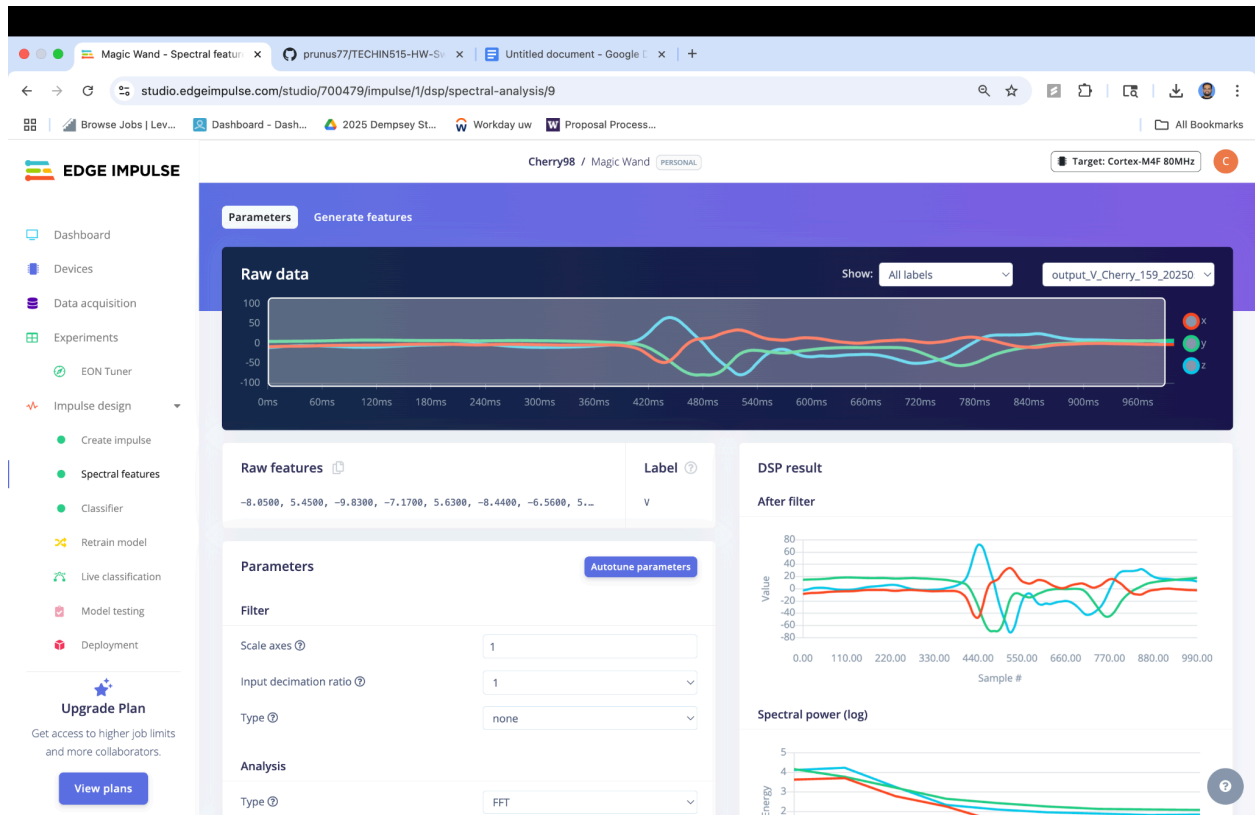 Magic Wand - Spectral featur
prunus77/TECHIN515-HW-Sw
Untitled document - Google D
studio.edgeimpulse.com/studio/700479/impulse/1/dsp/spectral-analysis/9
Browse Jobs | Lev...
Dashboard - Dash...
2025 Dempsey St...
Workday uw
Proposal Process...
All Bookmarks
EDGE IMPULSE
Cherry98 / Magic Wand PERSONAL
Target: Cortex-M4F 80MHz
C
Dashboard
Devices
Data acquisition
Experiments
EON Tuner
Impulse design
Create impulse
Spectral features
Classifier
Retrain model
Live classification
Model testing
Deployment
Upgrade Plan
Get access to higher job limits
and more collaborators.
View plans
Parameters Generate features
Raw data
Show: All labels
output_V_Cherry_159_20250
100
50
0
-50
-100
0ms 60ms 120ms 180ms 240ms 300ms 360ms 420ms 480ms 540ms 600ms 660ms 720ms 780ms 840ms 900ms 960ms
x
y
z
Raw features
Label
-8.0500, 5.4500, -9.8300, -7.1700, 5.6300, -8.4400, -6.5600, 5.…
V
Parameters
Autotune parameters
Filter
Scale axes 1
Input decimation ratio 1
Type none
Analysis
Type FFT
DSP result
After filter
80
60
40
20
0
-20
-40
-60
-80
Value
0.00 110.00 220.00 330.00 440.00 550.00 660.00 770.00 880.00 990.00
Sample #
Spectral power (log)
5
4
3
2
Energy